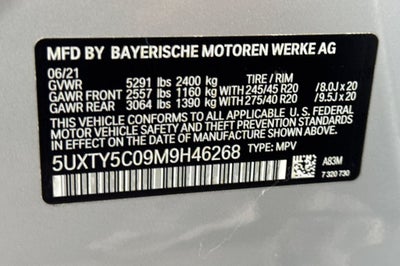 MFD BY BAYERISCHE MOTOREN WERKE AG
06/21 TIRE / RIM
GVWR 5291 lbs 2400 kg
GAWR FRONT 2557 lbs 1160 kg WITH 245/45 R20 /8.0J x 20
GAWR REAR 3064 lbs 1390 kg WITH 275/40 R20 /9.5J x 20
THIS VEHICLE CONFORMS TO ALL APPLICABLE U.S. FEDERAL
MOTOR VEHICLE SAFETY, BUMPER, AND THEFT PREVENTION STANDARDS
IN EFFECT ON THE DATE OF MANUFACTURE SHOWN ABOVE.
5UXTY5C09M9H46268 TYPE: MPV
A83M
7 320 730